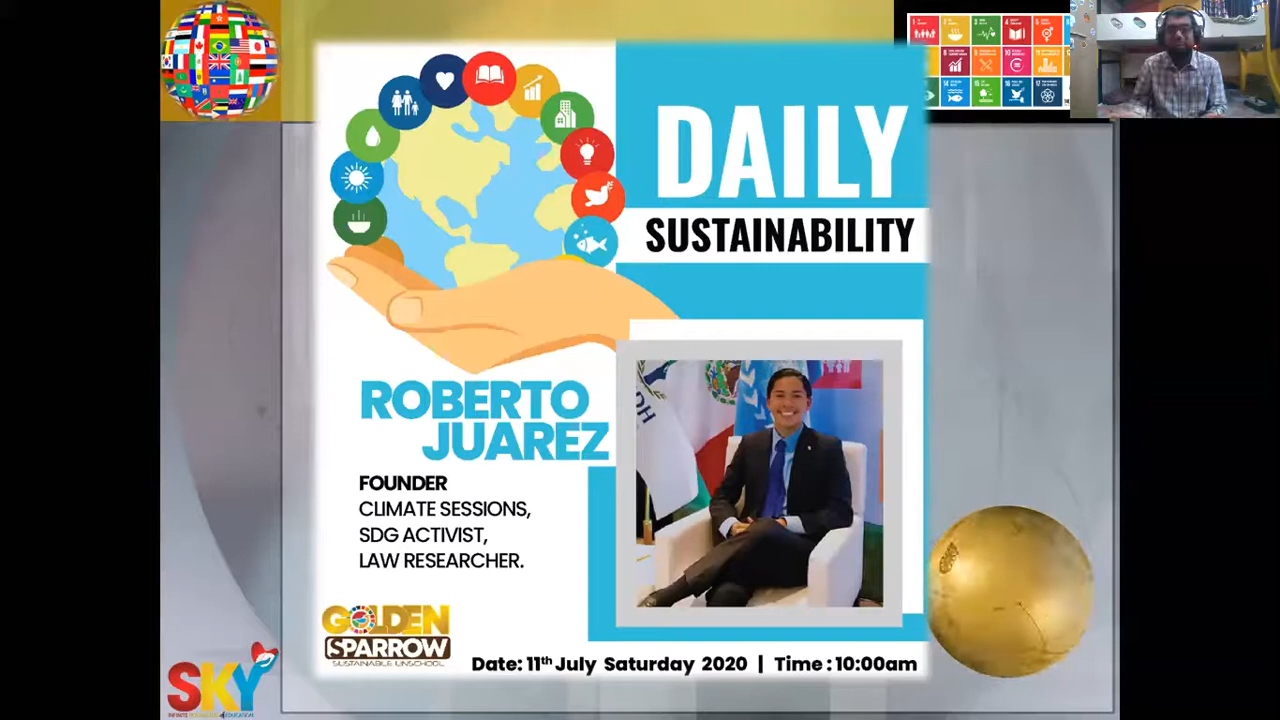 DAILY
SUSTAINABILITY
ROBERTO
JUAREZ
FOUNDER
CLIMATE SESSIONS,
SDG ACTIVIST,
LAW RESEARCHER.
GOLDEN
SPARROW
SUSTAINABLE UNSCHOOL
Date: 11th July Saturday 2020 | Time : 10:00am
SKY